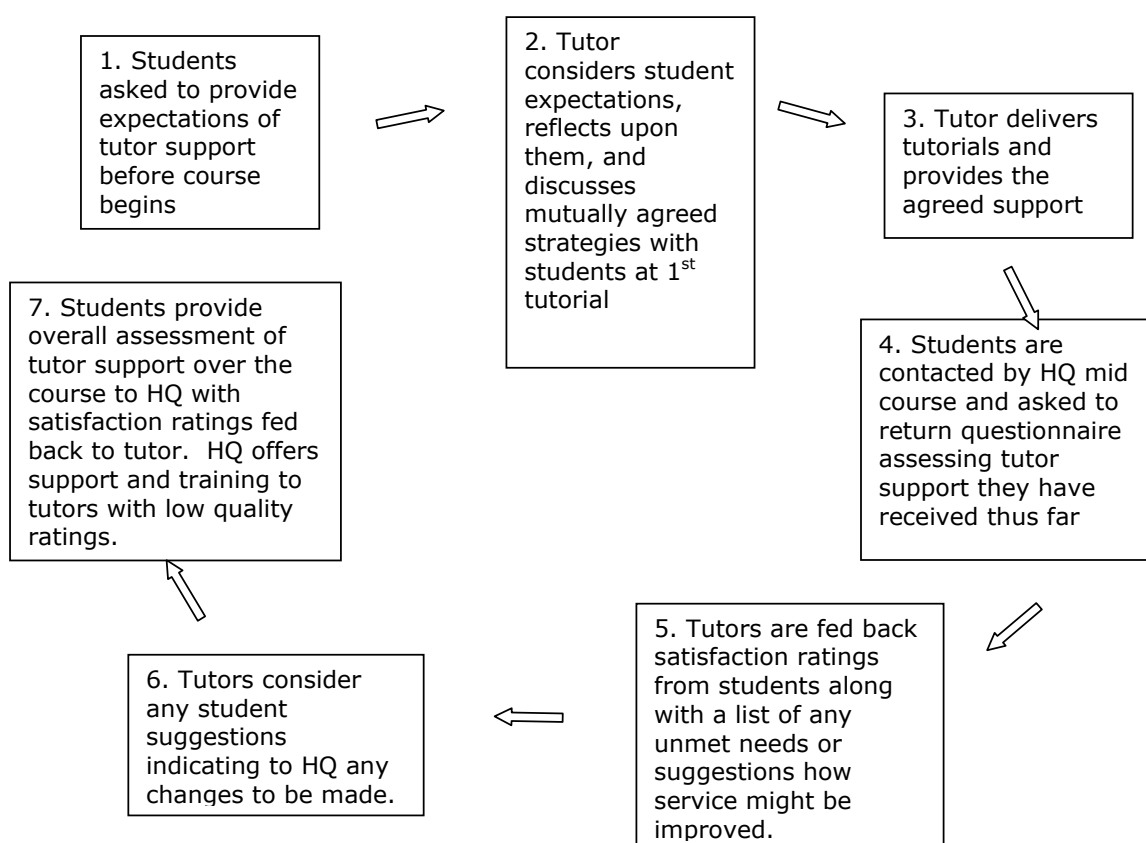 1. Students
asked to provide
expectations of
tutor support
before course
begins
2. Tutor
considers student
expectations,
reflects upon
them, and
discusses
mutually agreed
strategies with
students at 1st
tutorial
3. Tutor delivers
tutorials and
provides the
agreed support
4. Students are
contacted by HQ mid
course and asked to
return questionnaire
assessing tutor
support they have
received thus far
5. Tutors are fed back
satisfaction ratings
from students along
with a list of any
unmet needs or
suggestions how
service might be
improved.
6. Tutors consider
any student
suggestions
indicating to HQ any
changes to be made.
7. Students provide
overall assessment of
tutor support over the
course to HQ with
satisfaction ratings fed
back to tutor.  HQ offers
support and training to
tutors with low quality
ratings.